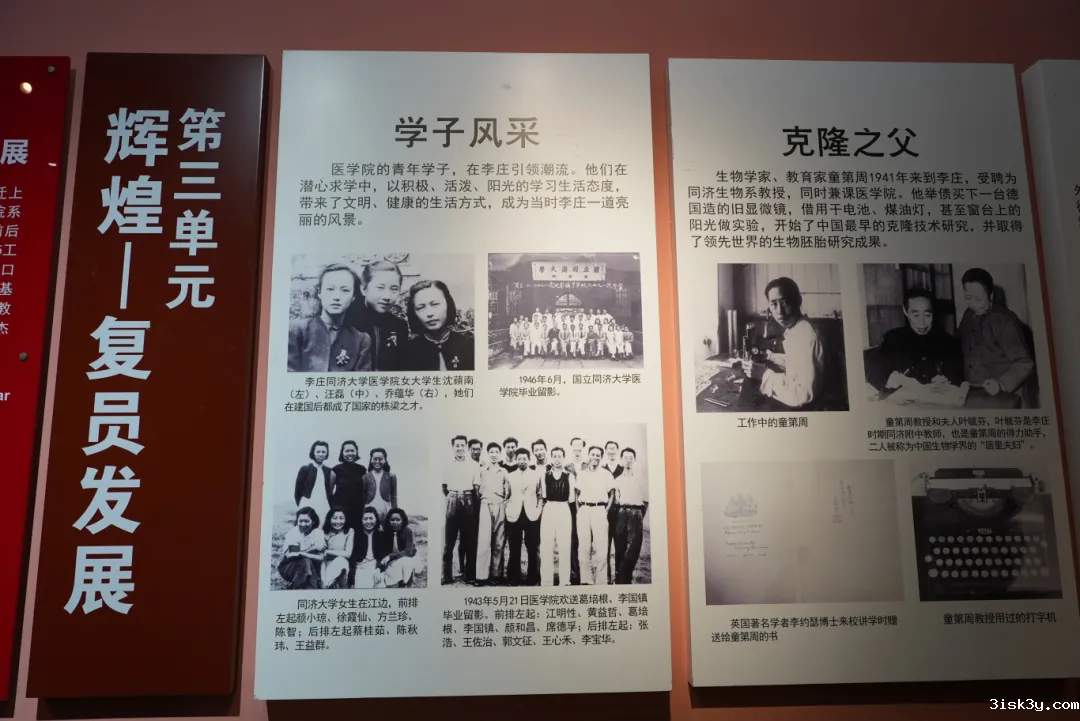 展
迁上
院系
前后
工
口
基
教
杰
ar
第三单元
辉煌—复员发展
学子风采
医学院的青年学子，在李庄引领潮流。他们在
潜心求学中，以积极、活泼、阳光的学习生活态度，
带来了文明、健康的生活方式，成为当时李庄一道亮
丽的风景。
李庄同济大学医学院女大学生沈蘋南
（左）、汪磊（中）、乔蕴华（右），她们
在建国后都成了国家的栋梁之才。
學大濟同立國
1946年6月，国立同济大学医
学院毕业留影。
同济大学女生在江边，前排
左起颜小琼、徐霞仙、方兰珍、
陈智；后排左起蔡桂茹、陈秋
玮、王益群。
1943年5月21日医学院欢送葛培根、李国镇
毕业留影。前排左起：江明性、黄益哲、葛培
根、李国镇、颜和昌、席德孚；后排左起：张
浩、王佐治、郭文征、王心禾、李宝华。
克隆之父
生物学家、教育家童第周1941年来到李庄，受聘为
同济生物系教授，同时兼课医学院。他举债买下一台德
国造的旧显微镜，借用干电池、煤油灯，甚至窗台上的
阳光做实验，开始了中国最早的克隆技术研究，并取得
了领先世界的生物胚胎研究成果。
工作中的童第周
童第周教授和夫人叶毓芬，叶毓芬是李庄
时期同济附中教师，也是童第周的得力助手，
二人被称为中国生物学界的“居里夫妇”。
英国著名学者李约瑟博士来校讲学时赠
送给童第周的书
童第周教授用过的打字机
3isk3y.com